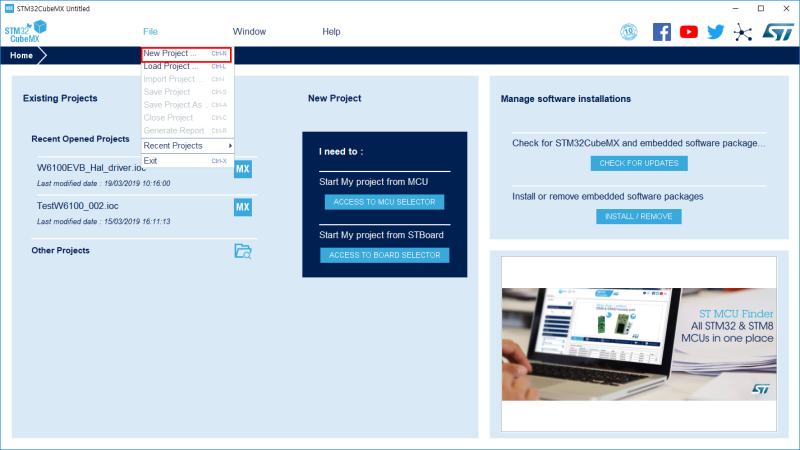 MX STM32CubeMX Untitled
STM32
CubeMX
File
Window
Help
10
Home
New Project ... Ctrl-N
Load Project ... Ctrl-L
Import Project ... Ctrl-I
Save Project Ctrl-S
Save Project As .. Ctrl-A
Close Project Ctrl-C
Generate Report Ctrl-R
Recent Projects
Exit Ctrl-X
Existing Projects
Recent Opened Projects
W6100EVB_Hal_driver.ioc
MX
Last modified date : 19/03/2019 10:16:00
TestW6100_002.ioc
MX
Last modified date : 15/03/2019 16:11:13
Other Projects
New Project
I need to :
Start My project from MCU
ACCESS TO MCU SELECTOR
Start My project from STBoard
ACCESS TO BOARD SELECTOR
Manage software installations
Check for STM32CubeMX and embedded software package...
CHECK FOR UPDATES
Install or remove embedded software packages
INSTALL / REMOVE
ST MCU Finder
All STM32 & STM8
MCUs in one place